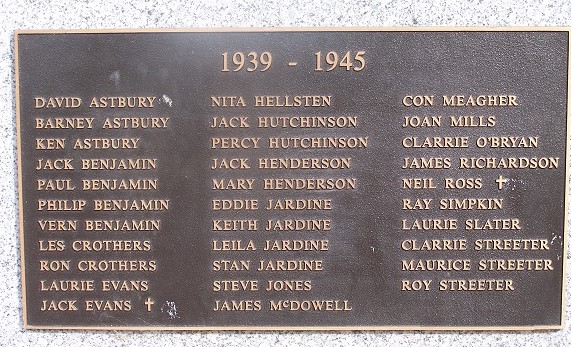 1939 - 1945
DAVID ASTBURY
BARNEY ASTBURY
KEN ASTBURY
JACK BENJAMIN
PAUL BENJAMIN
PHILIP BENJAMIN
VERN BENJAMIN
LES CROTHERS
RON CROTHERS
LAURIE EVANS
JACK EVANS ✝
NITA HELLSTEN
JACK HUTCHINSON
PERCY HUTCHINSON
JACK HENDERSON
MARY HENDERSON
EDDIE JARDINE
KEITH JARDINE
LEILA JARDINE
STAN JARDINE
STEVE JONES
JAMES McDOWELL
CON MEAGHER
JOAN MILLS
CLARRIE O'BRYAN
JAMES RICHARDSON
NEIL ROSS ✝
RAY SIMPKIN
LAURIE SLATER
CLARRIE STREETER
MAURICE STREETER
ROY STREETER